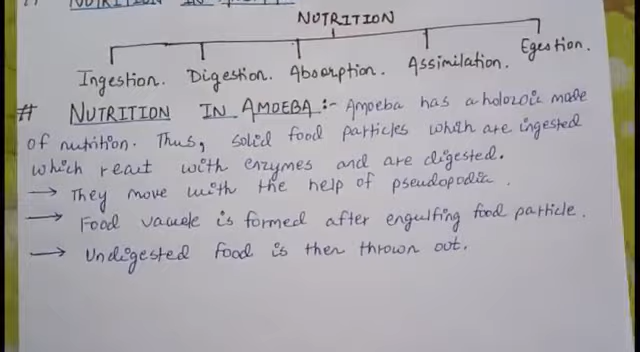 NUTRITION IN
NUTRITION
Ingestion. Digestion. Absorption. Assimilation. Egestion.
# NUTRITION IN AMOEBA :- Amoeba has a holozoic mode
of nutrition. Thus, solid food particles which are ingested
which react with enzymes and are digested.
→ They move with the help of pseudopodia.
→ Food vacuole is formed after engulfing food particle.
→ Undigested food is then thrown out.